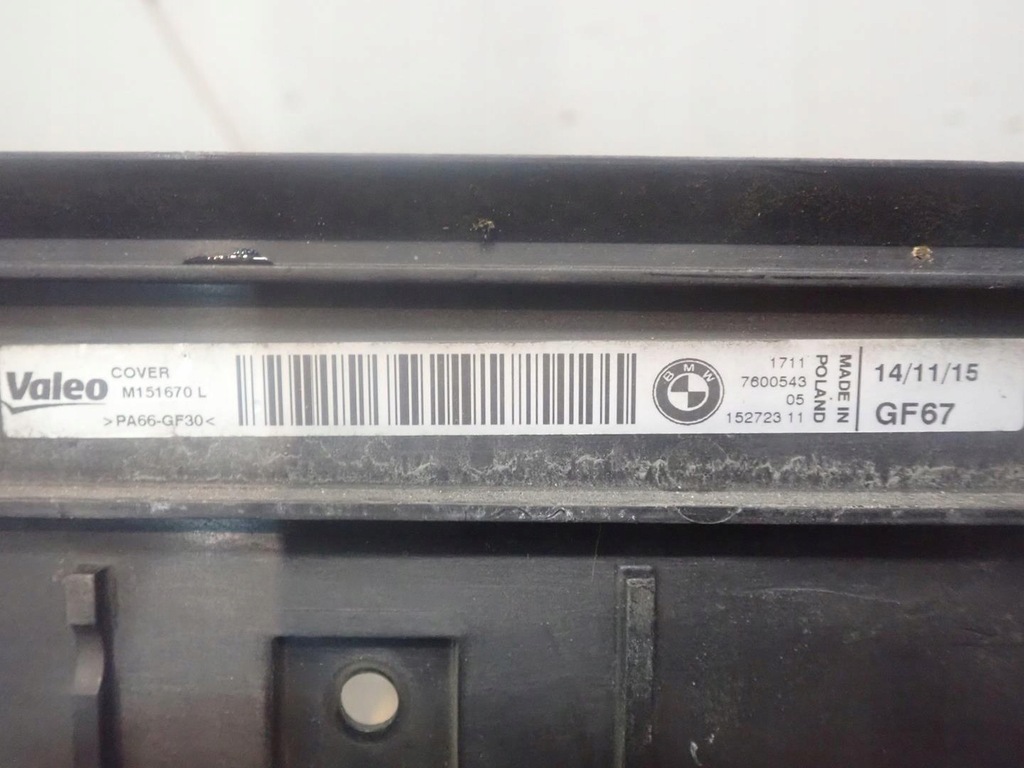 Valeo
COVER
M151670 L
>PA66-GF30<
BMW
1711
7600543
05
152723 11
MADE IN
POLAND
14/11/15
GF67